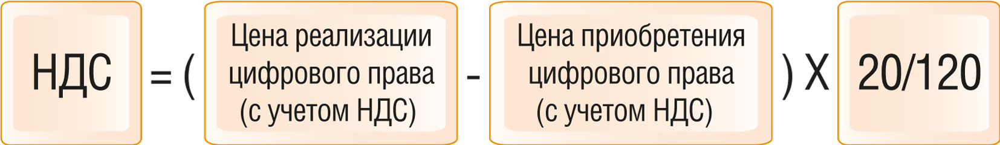 НДС = ( Цена реализации цифрового права (с учетом НДС) - Цена приобретения цифрового права (с учетом НДС) ) X 20/120